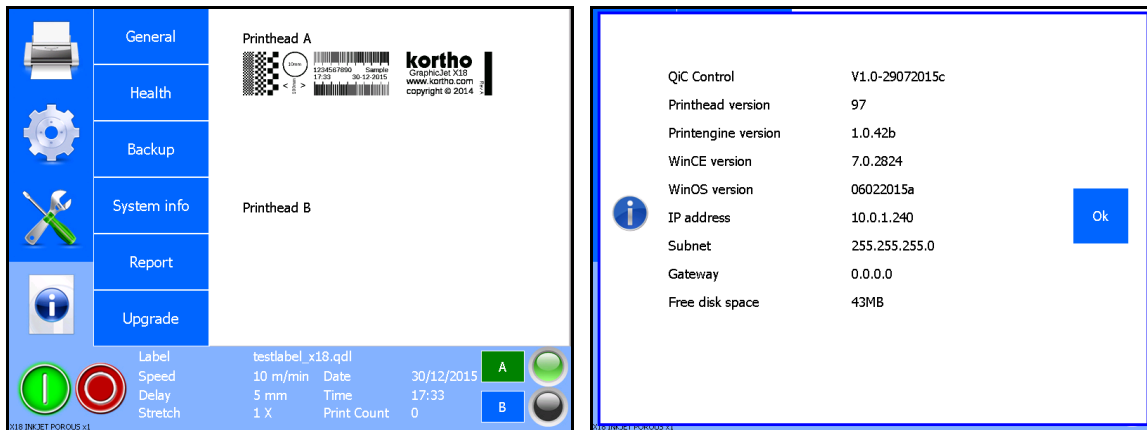 General
Health
Backup
System info
Report
Upgrade
Printhead A
10mm
100mm
< >
1234567890 Sample
17:33 30-12-2015
kortho
GraphicJet X18
www.kortho.com
copyright © 2014
Printhead B
Label testlabel_x18.qdl
Speed 10 m/min Date 30/12/2015
Delay 5 mm Time 17:33
Stretch 1 X Print Count 0
A
B
X18 INKJET POROUS x1
QiC Control V1.0-29072015c
Printhead version 97
Printengine version 1.0.42b
WinCE version 7.0.2824
WinOS version 06022015a
IP address 10.0.1.240
Subnet 255.255.255.0
Gateway 0.0.0.0
Free disk space 43MB
Ok